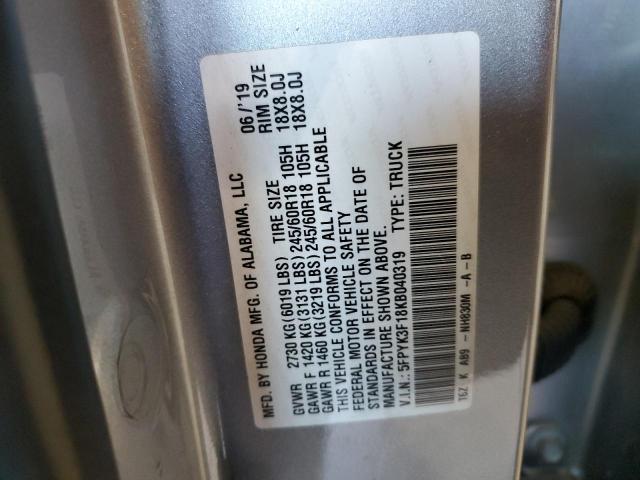 MFD. BY HONDA MFG. OF ALABAMA, LLC 06/'19
GVWR 2730 KG(6019 LBS) TIRE SIZE RIM SIZE
GAWR F 1420 KG(3131 LBS)245/60R18 105H 18X8.0J
GAWR R 1460 KG(3219 LBS)245/60R18 105H 18X8.0J
THIS VEHICLE CONFORMS TO ALL APPLICABLE
FEDERAL MOTOR VEHICLE SAFETY
STANDARDS IN EFFECT ON THE DATE OF
MANUFACTURE SHOWN ABOVE.
V.I.N.: 5FPYK3F18KB040319 TYPE: TRUCK
T6Z K AB9 -NH830M -A-B